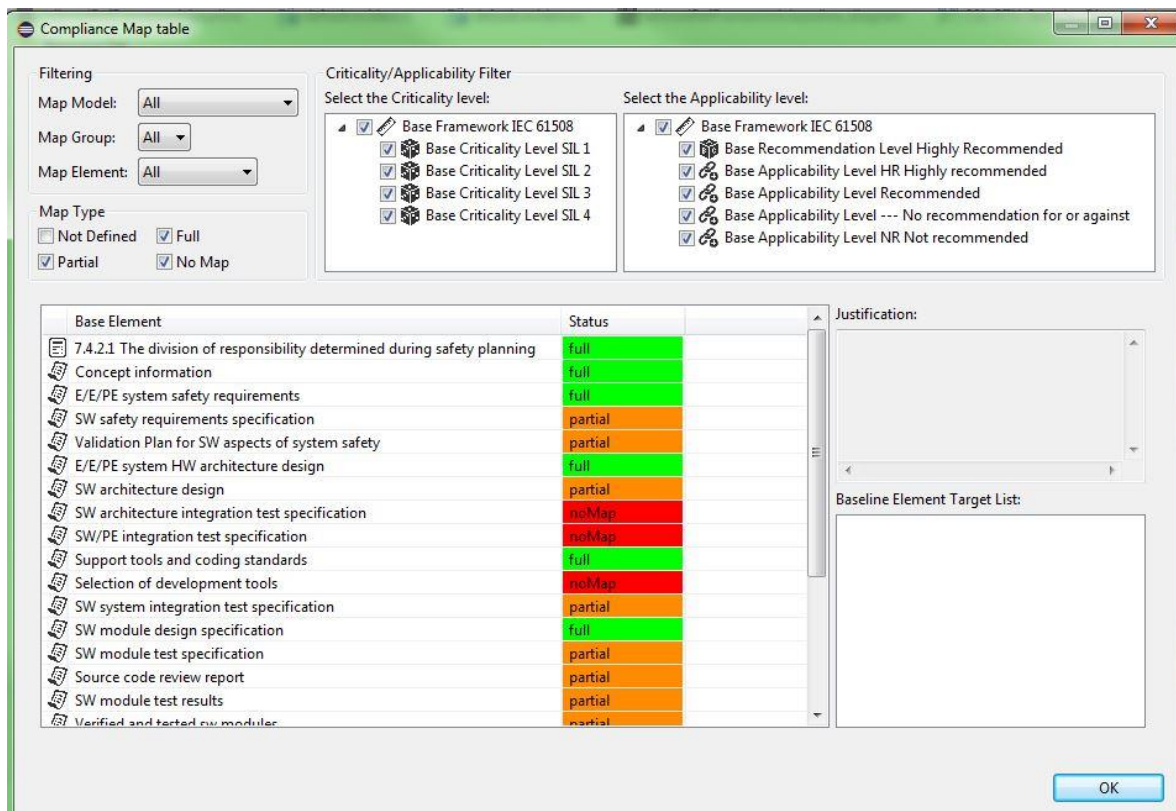 Compliance Map table
Filtering
Map Model: All
Map Group: All
Map Element: All
Map Type
Not Defined Full
Partial No Map
Criticality/Applicability Filter
Select the Criticality level:
Base Framework IEC 61508
Base Criticality Level SIL 1
Base Criticality Level SIL 2
Base Criticality Level SIL 3
Base Criticality Level SIL 4
Select the Applicability level:
Base Framework IEC 61508
Base Recommendation Level Highly Recommended
Base Applicability Level HR Highly recommended
Base Applicability Level Recommended
Base Applicability Level --- No recommendation for or against
Base Applicability Level NR Not recommended
Base Element Status
7.4.2.1 The division of responsibility determined during safety planning full
Concept information full
E/E/PE system safety requirements full
SW safety requirements specification partial
Validation Plan for SW aspects of system safety partial
E/E/PE system HW architecture design full
SW architecture design partial
SW architecture integration test specification noMap
SW/PE integration test specification noMap
Support tools and coding standards full
Selection of development tools noMap
SW system integration test specification partial
SW module design specification full
SW module test specification partial
Source code review report partial
SW module test results partial
Verified and tested sw modules partial
Justification:
Baseline Element Target List:
OK